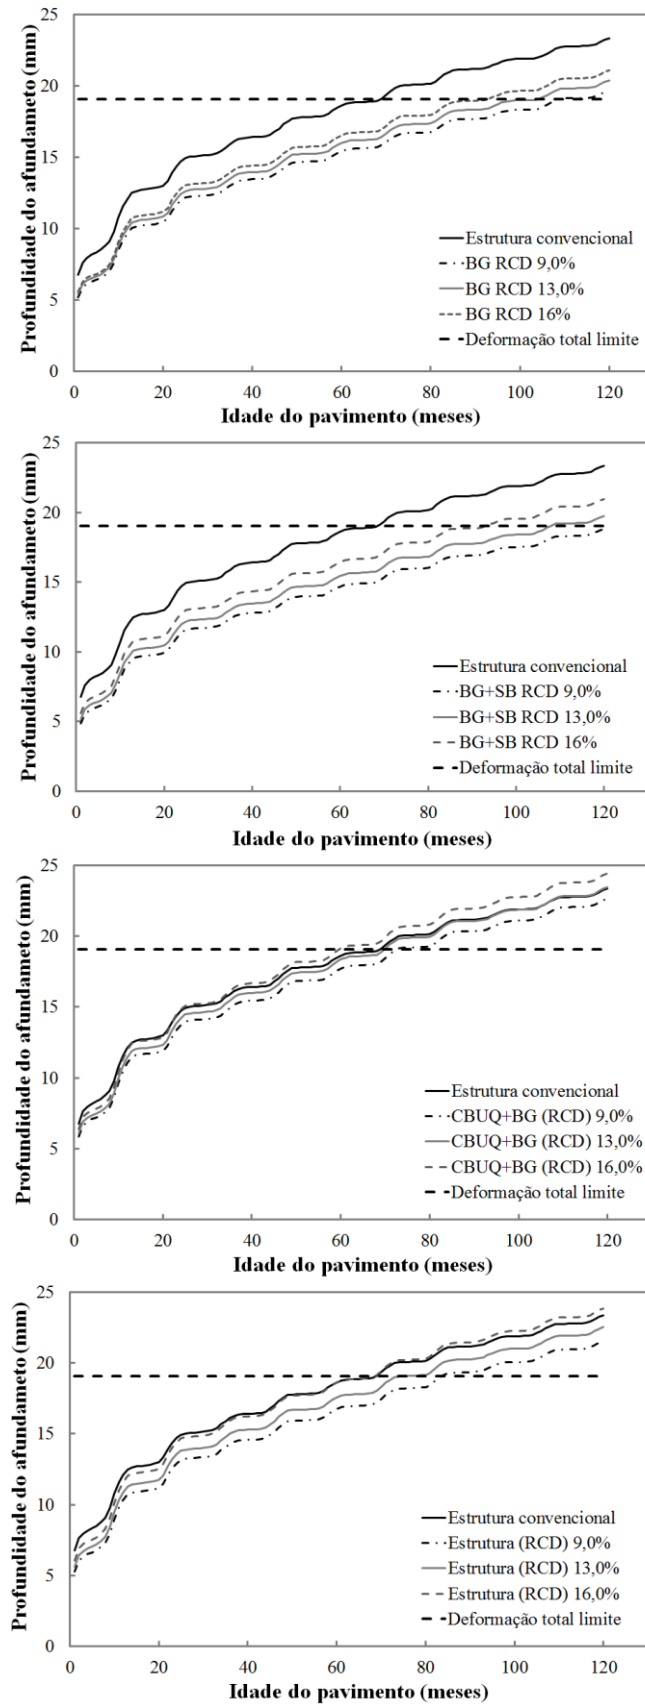 25
20
15
10
5
0
Profundidade do afundameto (mm)
Estrutura convencional
BG RCD 9,0%
BG RCD 13,0%
BG RCD 16%
Deformação total limite
0 20 40 60 80 100 120
Idade do pavimento (meses)
25
20
15
10
5
0
Profundidade do afundameto (mm)
Estrutura convencional
BG+SB RCD 9,0%
BG+SB RCD 13,0%
BG+SB RCD 16%
Deformação total limite
0 20 40 60 80 100 120
Idade do pavimento (meses)
25
20
15
10
5
0
Profundidade do afundameto (mm)
Estrutura convencional
CBUQ+BG (RCD) 9,0%
CBUQ+BG (RCD) 13,0%
CBUQ+BG (RCD) 16,0%
Deformação total limite
0 20 40 60 80 100 120
Idade do pavimento (meses)
25
20
15
10
5
0
Profundidade do afundameto (mm)
Estrutura convencional
Estrutura (RCD) 9,0%
Estrutura (RCD) 13,0%
Estrutura (RCD) 16,0%
Deformação total limite
0 20 40 60 80 100 120
Idade do pavimento (meses)